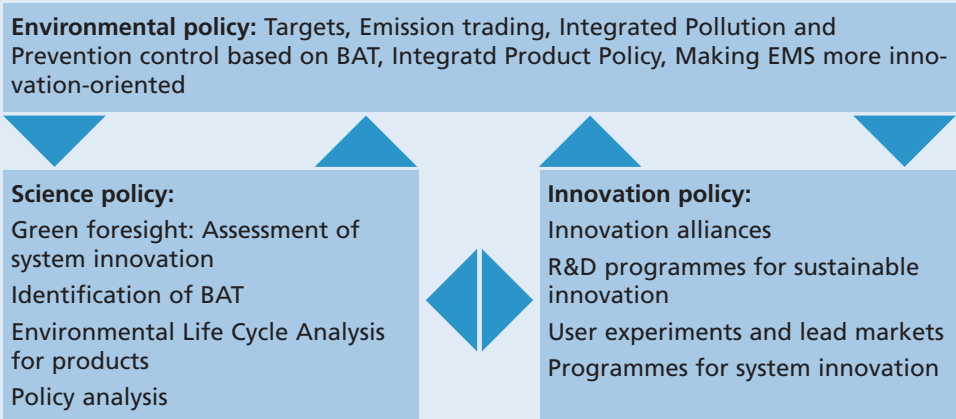 Environmental policy: Targets, Emission trading, Integrated Pollution and
Prevention control based on BAT, Integratd Product Policy, Making EMS more inno-
vation-oriented
Science policy:
Green foresight: Assessment of
system innovation
Identification of BAT
Environmental Life Cycle Analysis
for products
Policy analysis
Innovation policy:
Innovation alliances
R&D programmes for sustainable
innovation
User experiments and lead markets
Programmes for system innovation